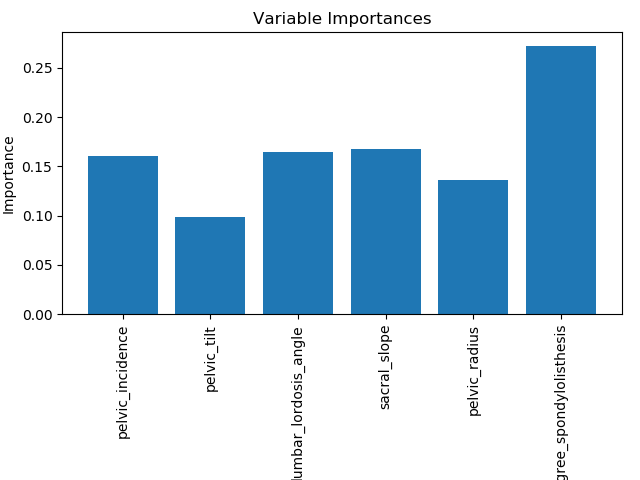 Variable Importances
Importance
0.25
0.20
0.15
0.10
0.05
0.00
pelvic_incidence
pelvic_tilt
lumbar_lordosis_angle
sacral_slope
pelvic_radius
gree_spondylolisthesis